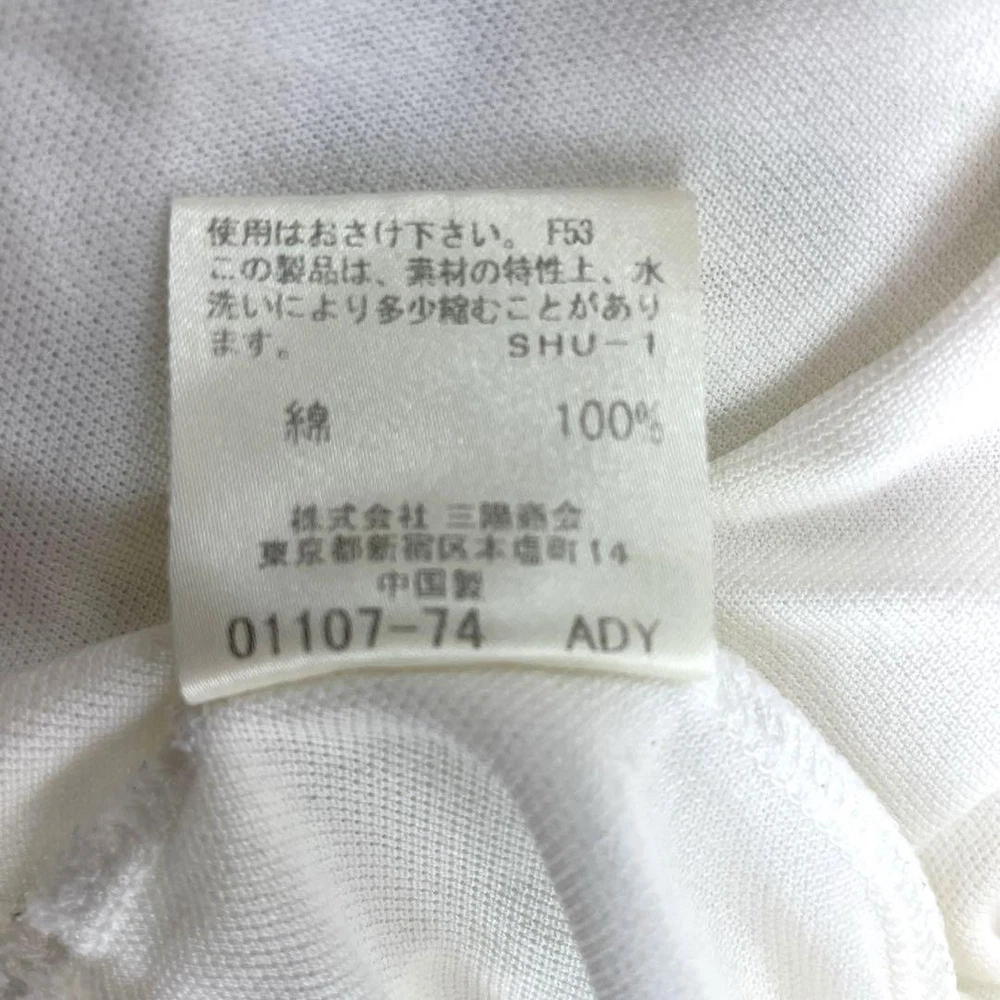 使用はおさけ下さい。 F53
この製品は、素材の特性上、水
洗いにより多少縮むことがあり
ます。 SHU-1
綿 100%
株式会社 三陽商会
東京都新宿区本塩町14
中国製
01107-74 ADY